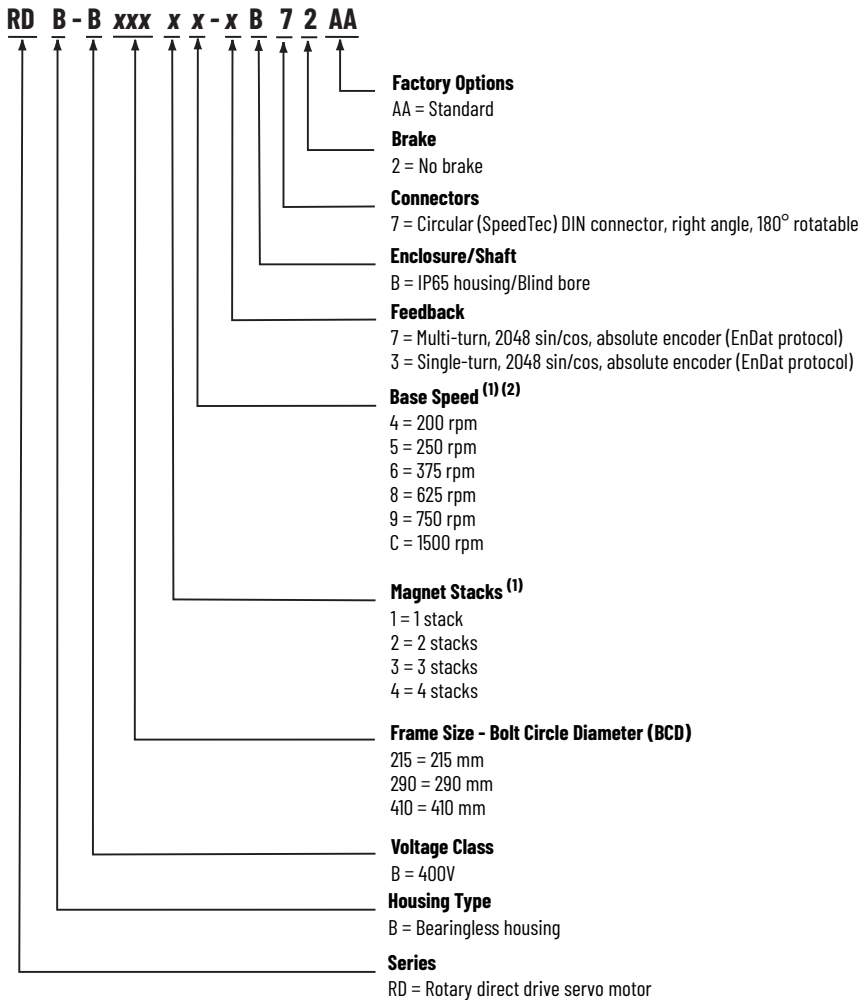 RD B - B xxx x x - x B 7 2 AA
Factory Options
AA = Standard
Brake
2 = No brake
Connectors
7 = Circular (SpeedTec) DIN connector, right angle, 180° rotatable
Enclosure/Shaft
B = IP65 housing/Blind bore
Feedback
7 = Multi-turn, 2048 sin/cos, absolute encoder (EnDat protocol)
3 = Single-turn, 2048 sin/cos, absolute encoder (EnDat protocol)
Base Speed (1) (2)
4 = 200 rpm
5 = 250 rpm
6 = 375 rpm
8 = 625 rpm
9 = 750 rpm
C = 1500 rpm
Magnet Stacks (1)
1 = 1 stack
2 = 2 stacks
3 = 3 stacks
4 = 4 stacks
Frame Size - Bolt Circle Diameter (BCD)
215 = 215 mm
290 = 290 mm
410 = 410 mm
Voltage Class
B = 400V
Housing Type
B = Bearingless housing
Series
RD = Rotary direct drive servo motor